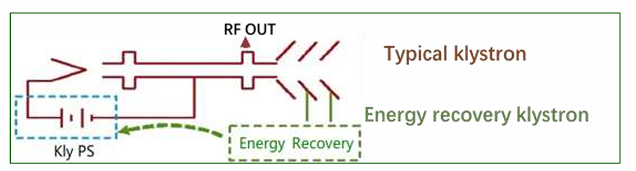 RF OUT
Typical klystron
Energy recovery klystron
Energy Recovery
Kly PS